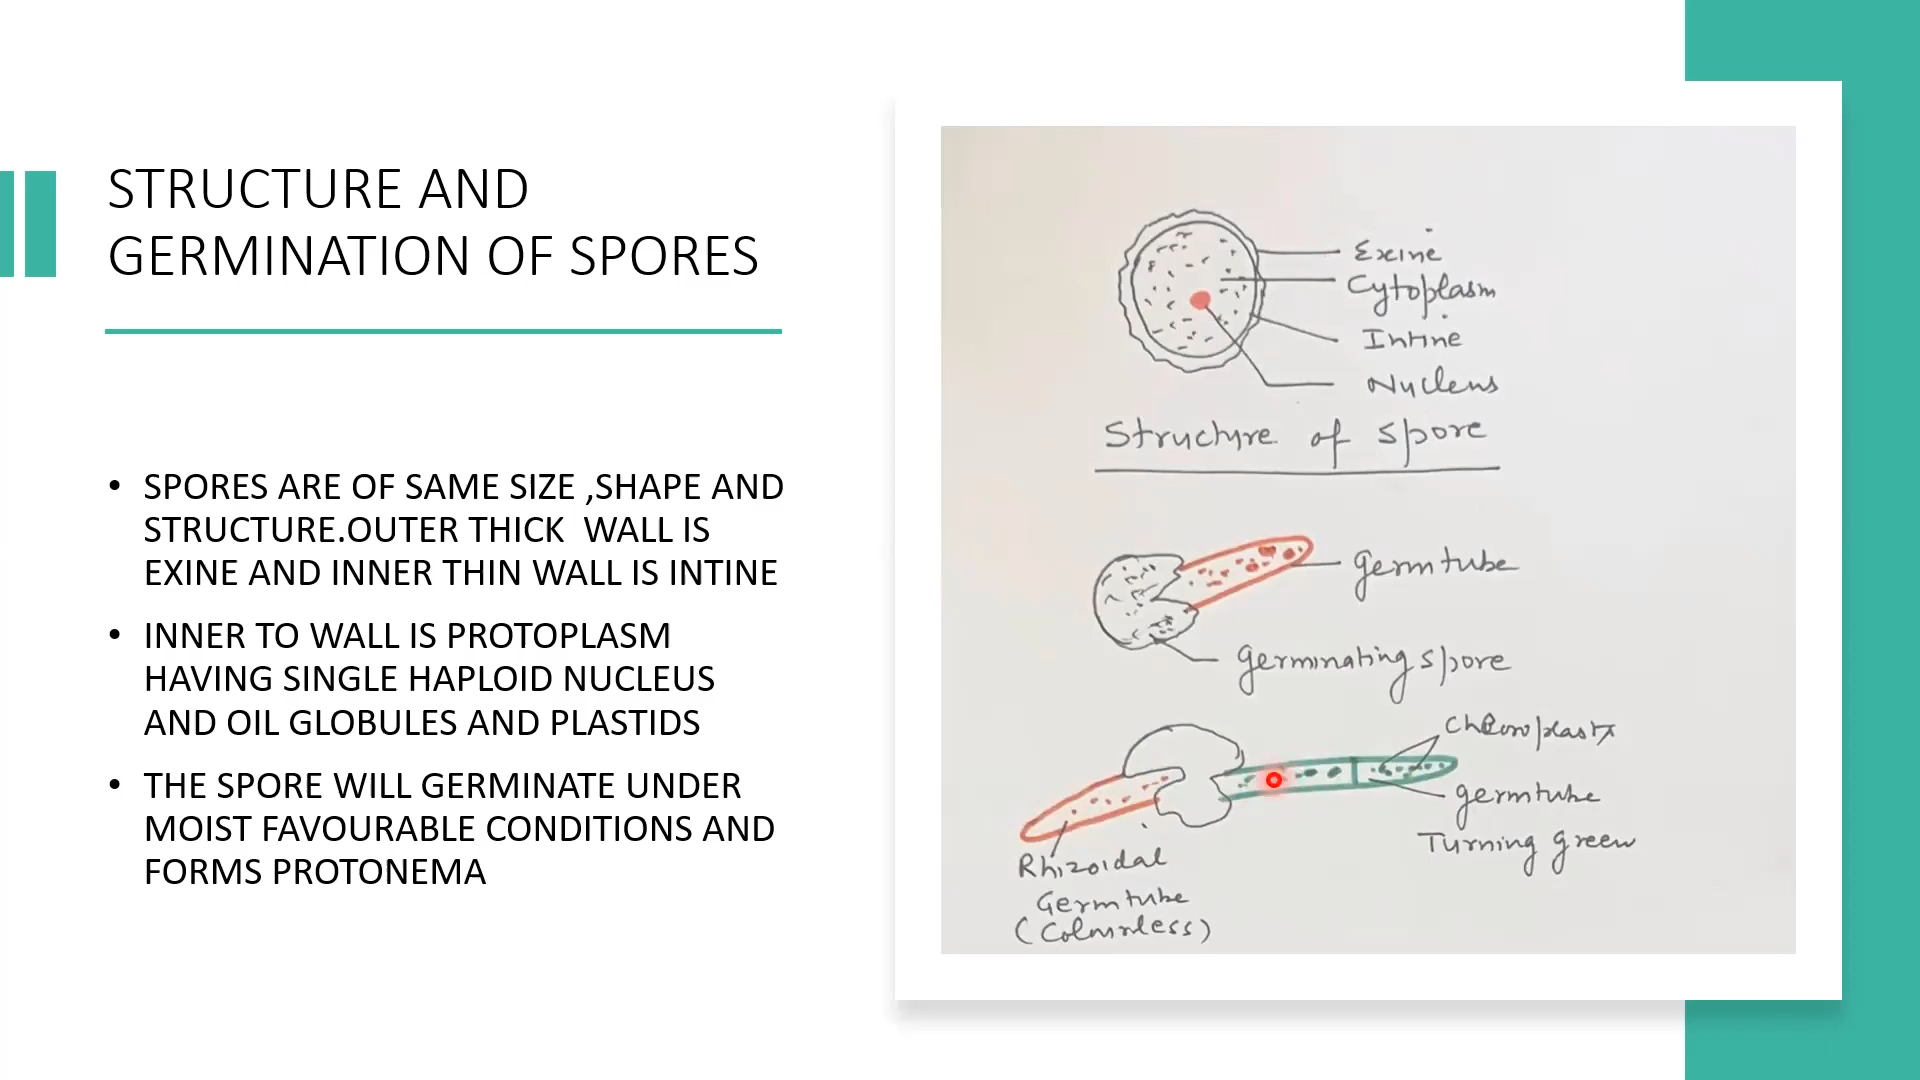 STRUCTURE AND
GERMINATION OF SPORES
• SPORES ARE OF SAME SIZE ,SHAPE AND
STRUCTURE.OUTER THICK WALL IS
EXINE AND INNER THIN WALL IS INTINE
• INNER TO WALL IS PROTOPLASM
HAVING SINGLE HAPLOID NUCLEUS
AND OIL GLOBULES AND PLASTIDS
• THE SPORE WILL GERMINATE UNDER
MOIST FAVOURABLE CONDITIONS AND
FORMS PROTONEMA
Exine
Cytoplasm
Intine
Nucleus
Structure of spore
germtube
germinating spore
Chloroplasts
germtube
Turning green
Rhizoidal
Germtube
(Colourless)